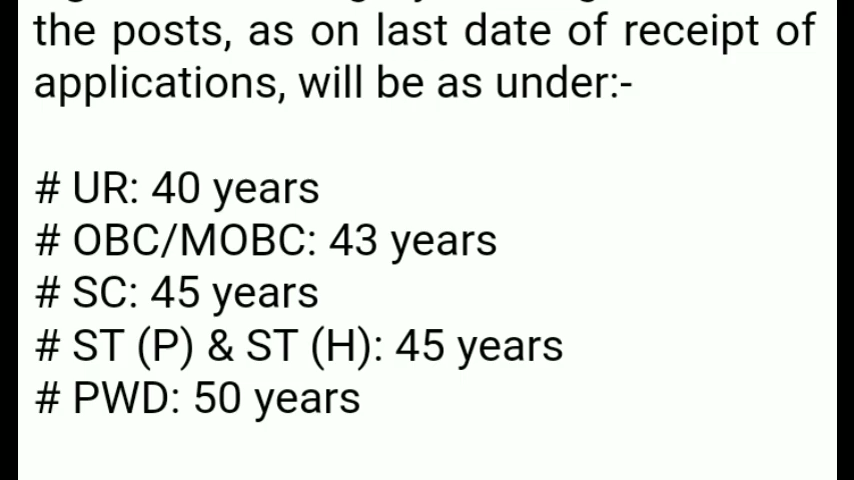 the posts, as on last date of receipt of
applications, will be as under:-
# UR: 40 years
# OBC/MOBC: 43 years
# SC: 45 years
# ST (P) & ST (H): 45 years
# PWD: 50 years